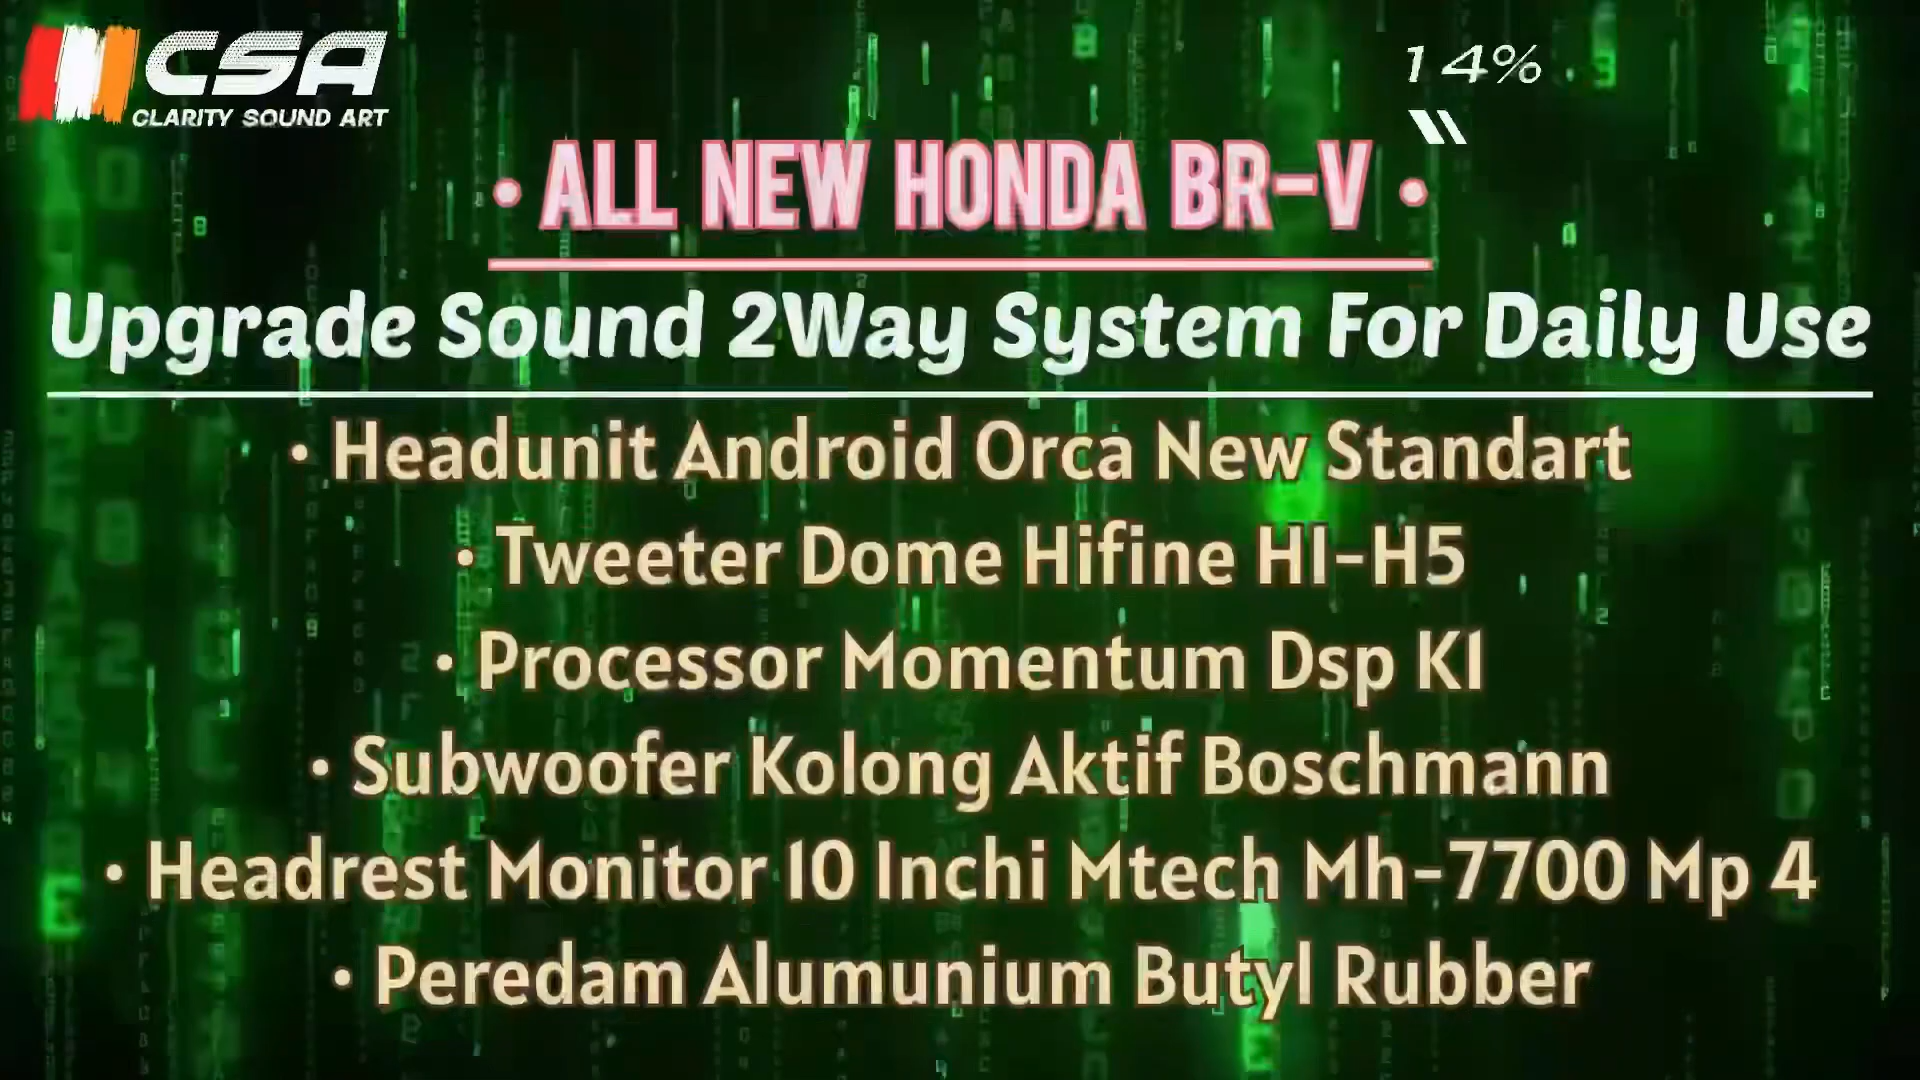 CSA
CLARITY SOUND ART
14%
• ALL NEW HONDA BR-V •
Upgrade Sound 2Way System For Daily Use
• Headunit Android Orca New Standart
• Tweeter Dome Hifine H1-H5
• Processor Momentum Dsp K1
• Subwoofer Kolong Aktif Boschmann
• Headrest Monitor 10 Inchi Mtech Mh-7700 Mp 4
• Peredam Alumunium Butyl Rubber